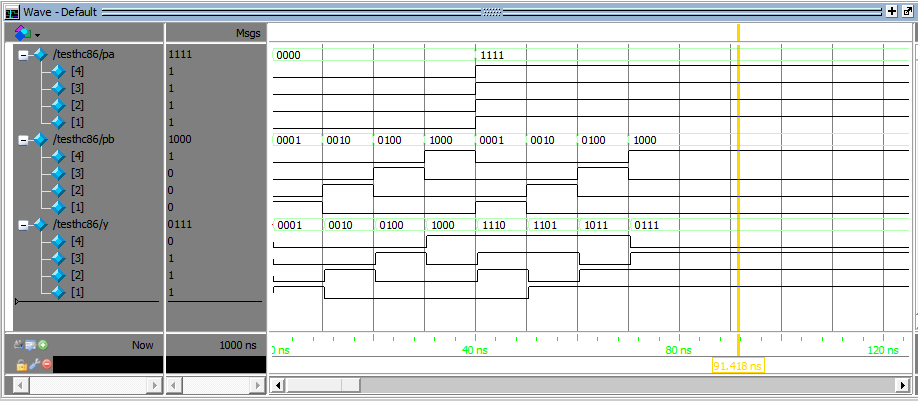 Wave - Default
Msgs
/testhc86/pa 1111 0000 1111
[4] 1
[3] 1
[2] 1
[1] 1
/testhc86/pb 1000 0001 0010 0100 1000 0001 0010 0100 1000
[4] 1
[3] 0
[2] 0
[1] 0
/testhc86/y 0111 0001 0010 0100 1000 1110 1101 1011 0111
[4] 0
[3] 1
[2] 1
[1] 1
Now 1000 ns ns 40 ns 80 ns 120 ns
91.418 ns